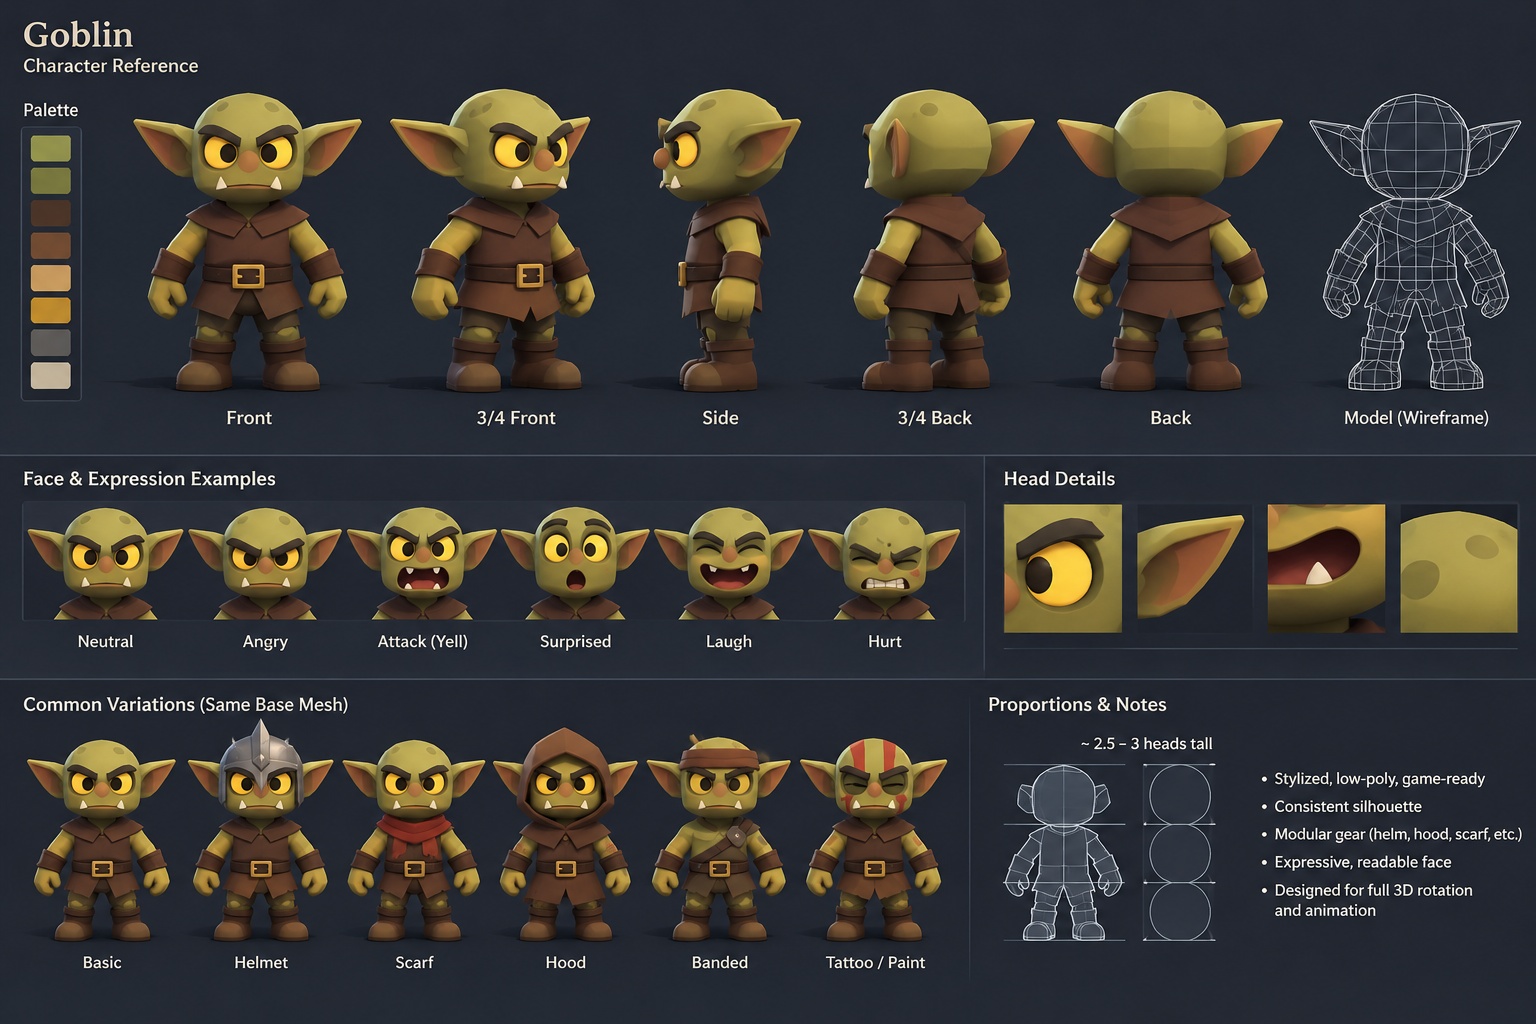 Goblin
Character Reference
Palette
Front
3/4 Front
Side
3/4 Back
Back
Model (Wireframe)
Face & Expression Examples
Neutral
Angry
Attack (Yell)
Surprised
Laugh
Hurt
Head Details
Common Variations (Same Base Mesh)
Basic
Helmet
Scarf
Hood
Banded
Tattoo / Paint
Proportions & Notes
~ 2.5 – 3 heads tall
• Stylized, low-poly, game-ready
• Consistent silhouette
• Modular gear (helm, hood, scarf, etc.)
• Expressive, readable face
• Designed for full 3D rotation
and animation